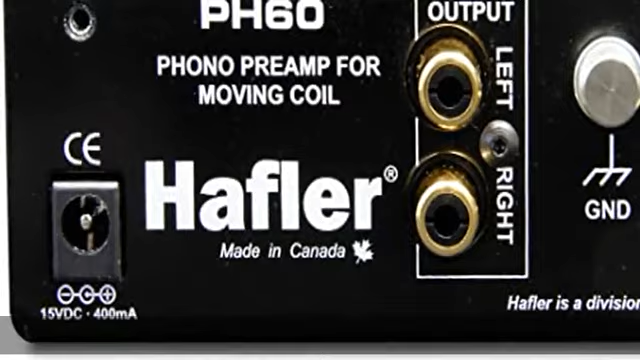 PH60
PHONO PREAMP FOR
MOVING COIL
OUTPUT
LEFT
RIGHT
CE
Hafler®
Made in Canada
GND
15VDC · 400mA
Hafler is a division